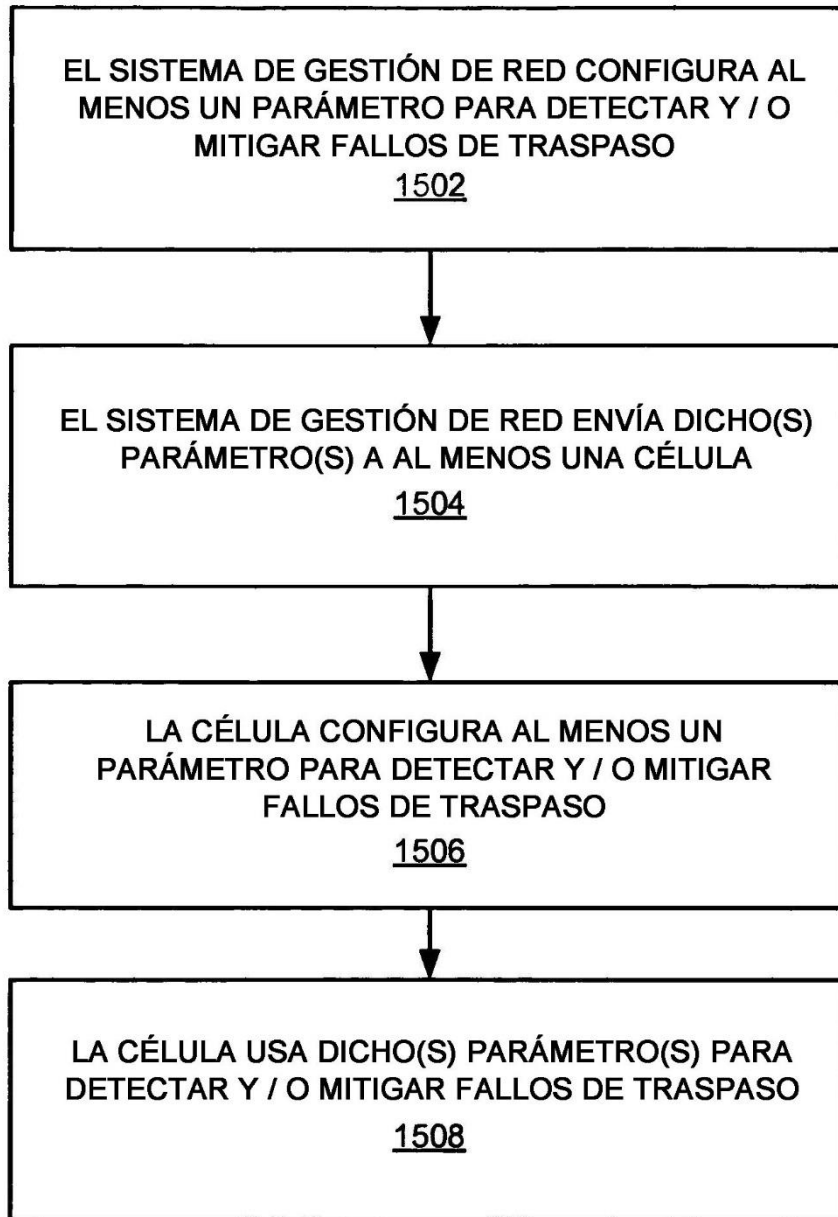 EL SISTEMA DE GESTIÓN DE RED CONFIGURA AL
MENOS UN PARÁMETRO PARA DETECTAR Y / O
MITIGAR FALLOS DE TRASPASO
1502
EL SISTEMA DE GESTIÓN DE RED ENVÍA DICHO(S)
PARÁMETRO(S) A AL MENOS UNA CÉLULA
1504
LA CÉLULA CONFIGURA AL MENOS UN
PARÁMETRO PARA DETECTAR Y / O MITIGAR
FALLOS DE TRASPASO
1506
LA CÉLULA USA DICHO(S) PARÁMETRO(S) PARA
DETECTAR Y / O MITIGAR FALLOS DE TRASPASO
1508